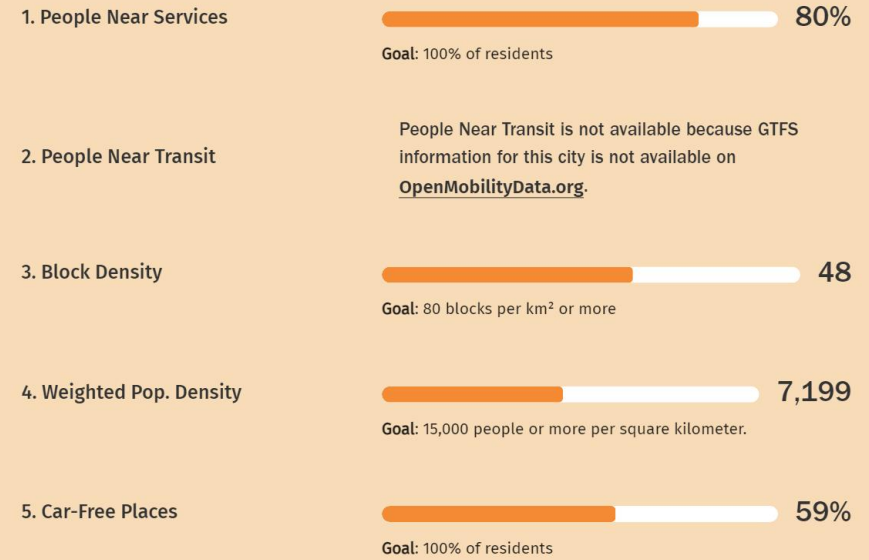 1. People Near Services
80%
Goal: 100% of residents
2. People Near Transit
People Near Transit is not available because GTFS
information for this city is not available on
OpenMobilityData.org.
3. Block Density
48
Goal: 80 blocks per km² or more
4. Weighted Pop. Density
7,199
Goal: 15,000 people or more per square kilometer.
5. Car-Free Places
59%
Goal: 100% of residents